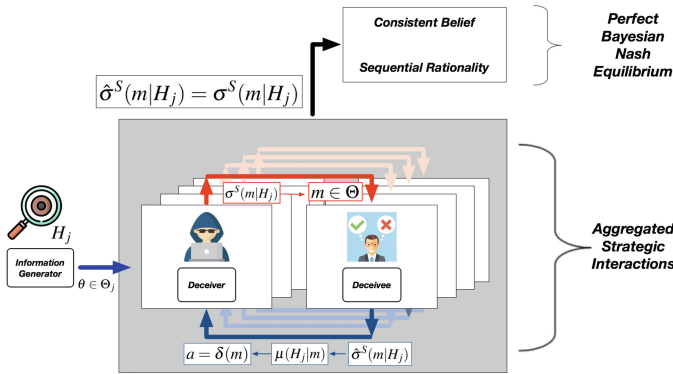 Consistent Belief
Sequential Rationality
Perfect
Bayesian
Nash
Equilibrium
σ̂^S(m|H_j) = σ^S(m|H_j)
σ^S(m|H_j)
m ∈ Θ
H_j
Information
Generator
θ ∈ Θ_j
Deceiver
Deceivee
Aggregated
Strategic
Interactions
a = δ(m)
μ(H_j|m)
σ̂^S(m|H_j)